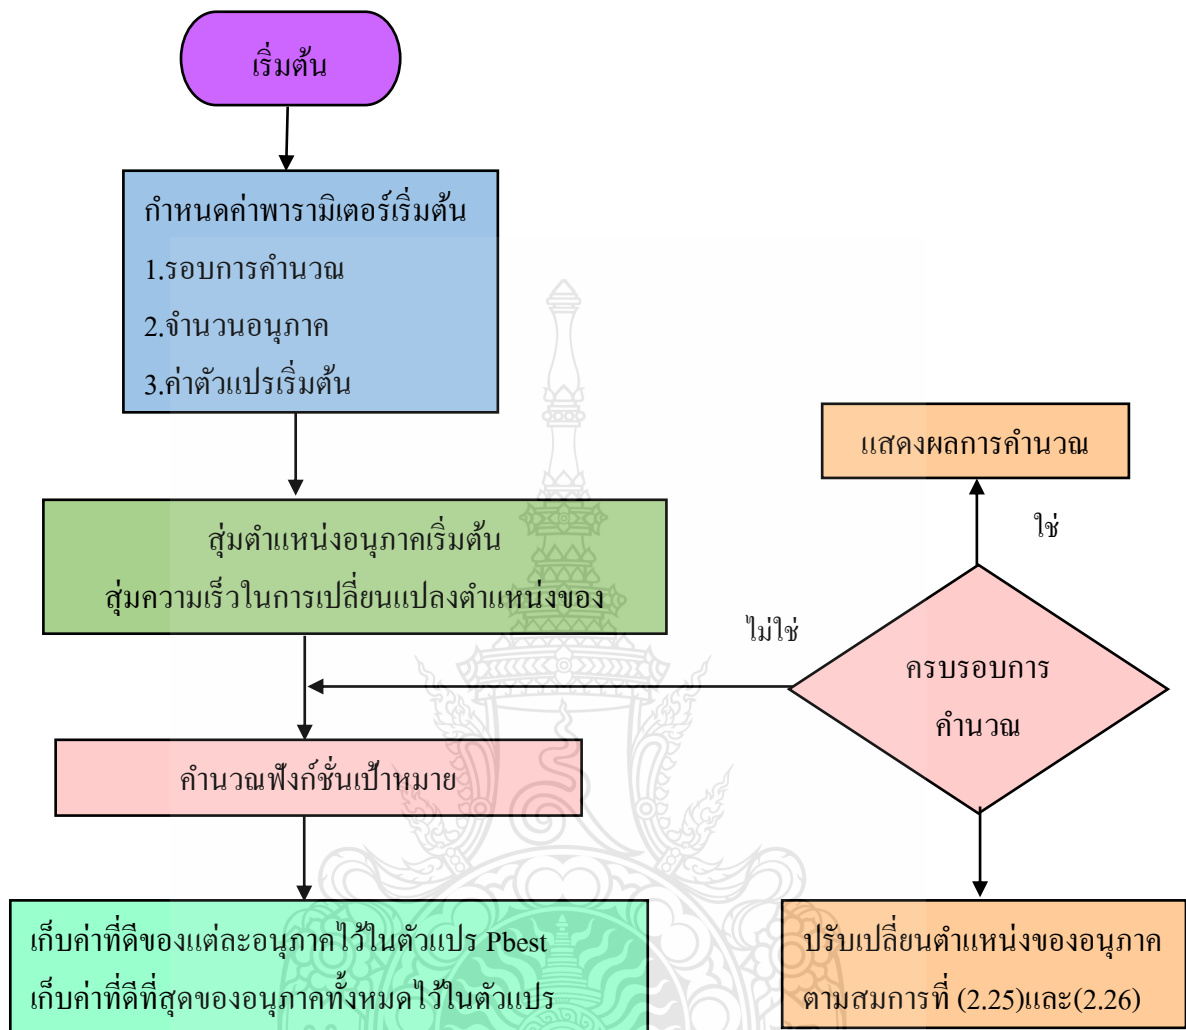 เริ่มต้น
กำหนดค่าพารามิเตอร์เริ่มต้น
1.รอบการคำนวณ
2.จำนวนอนุภาค
3.ค่าตัวแปรเริ่มต้น
สุ่มตำแหน่งอนุภาคเริ่มต้น
สุ่มความเร็วในการเปลี่ยนแปลงตำแหน่งของ
คำนวณฟังก์ชั่นเป้าหมาย
เก็บค่าที่ดีของแต่ละอนุภาคไว้ในตัวแปร Pbest
เก็บค่าที่ดีที่สุดของอนุภาคทั้งหมดไว้ในตัวแปร
แสดงผลการคำนวณ
ใช่
ไม่ใช่
ครบรอบการ
คำนวณ
ปรับเปลี่ยนตำแหน่งของอนุภาค
ตามสมการที่ (2.25)และ(2.26)